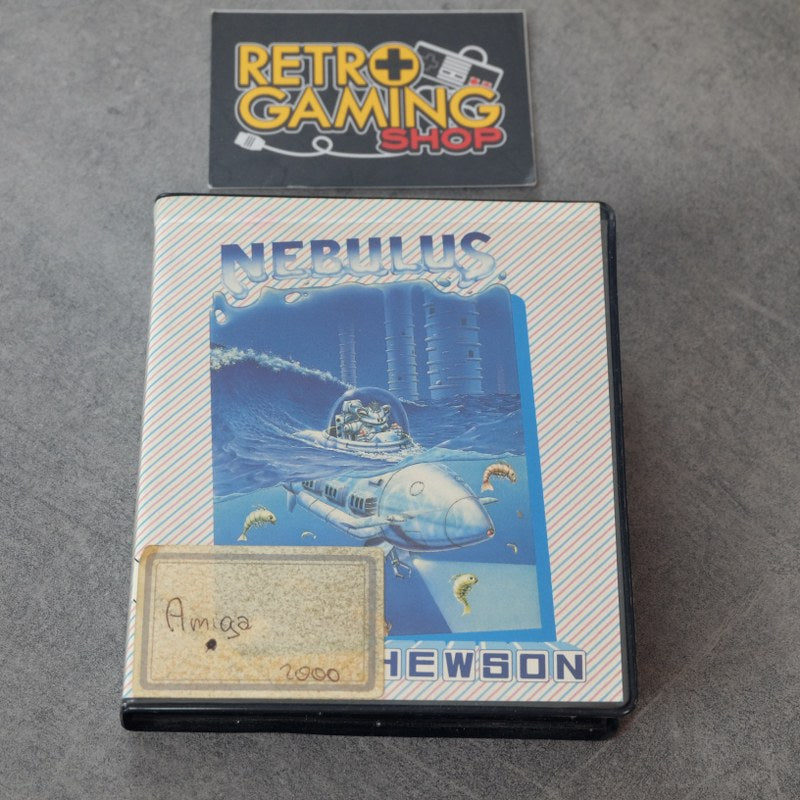 RETRO
GAMING
SHOP
NEBULUS
Amiga
2000
HEWSON